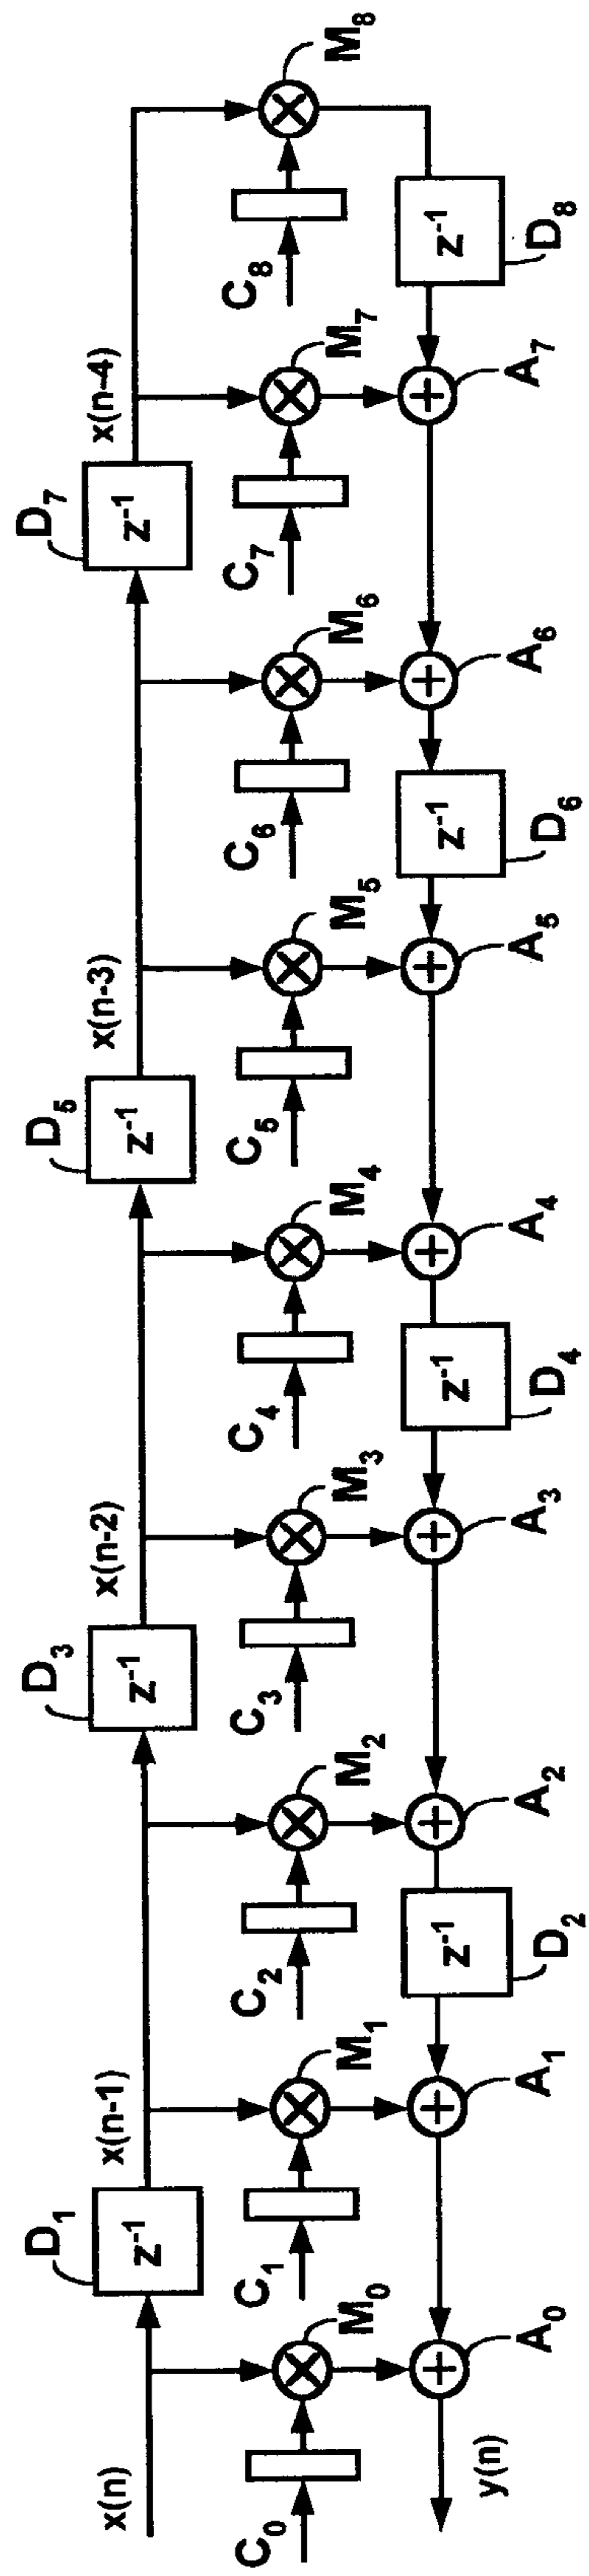 x(n)
D1
z-1
x(n-1)
D3
z-1
x(n-2)
D5
z-1
x(n-3)
D7
z-1
x(n-4)
C0
M0
C1
M1
C2
M2
C3
M3
C4
M4
C5
M5
C6
M6
C7
M7
C8
M8
y(n)
A0
A1
z-1
D2
A2
A3
z-1
D4
A4
A5
z-1
D6
A6
A7
z-1
D8